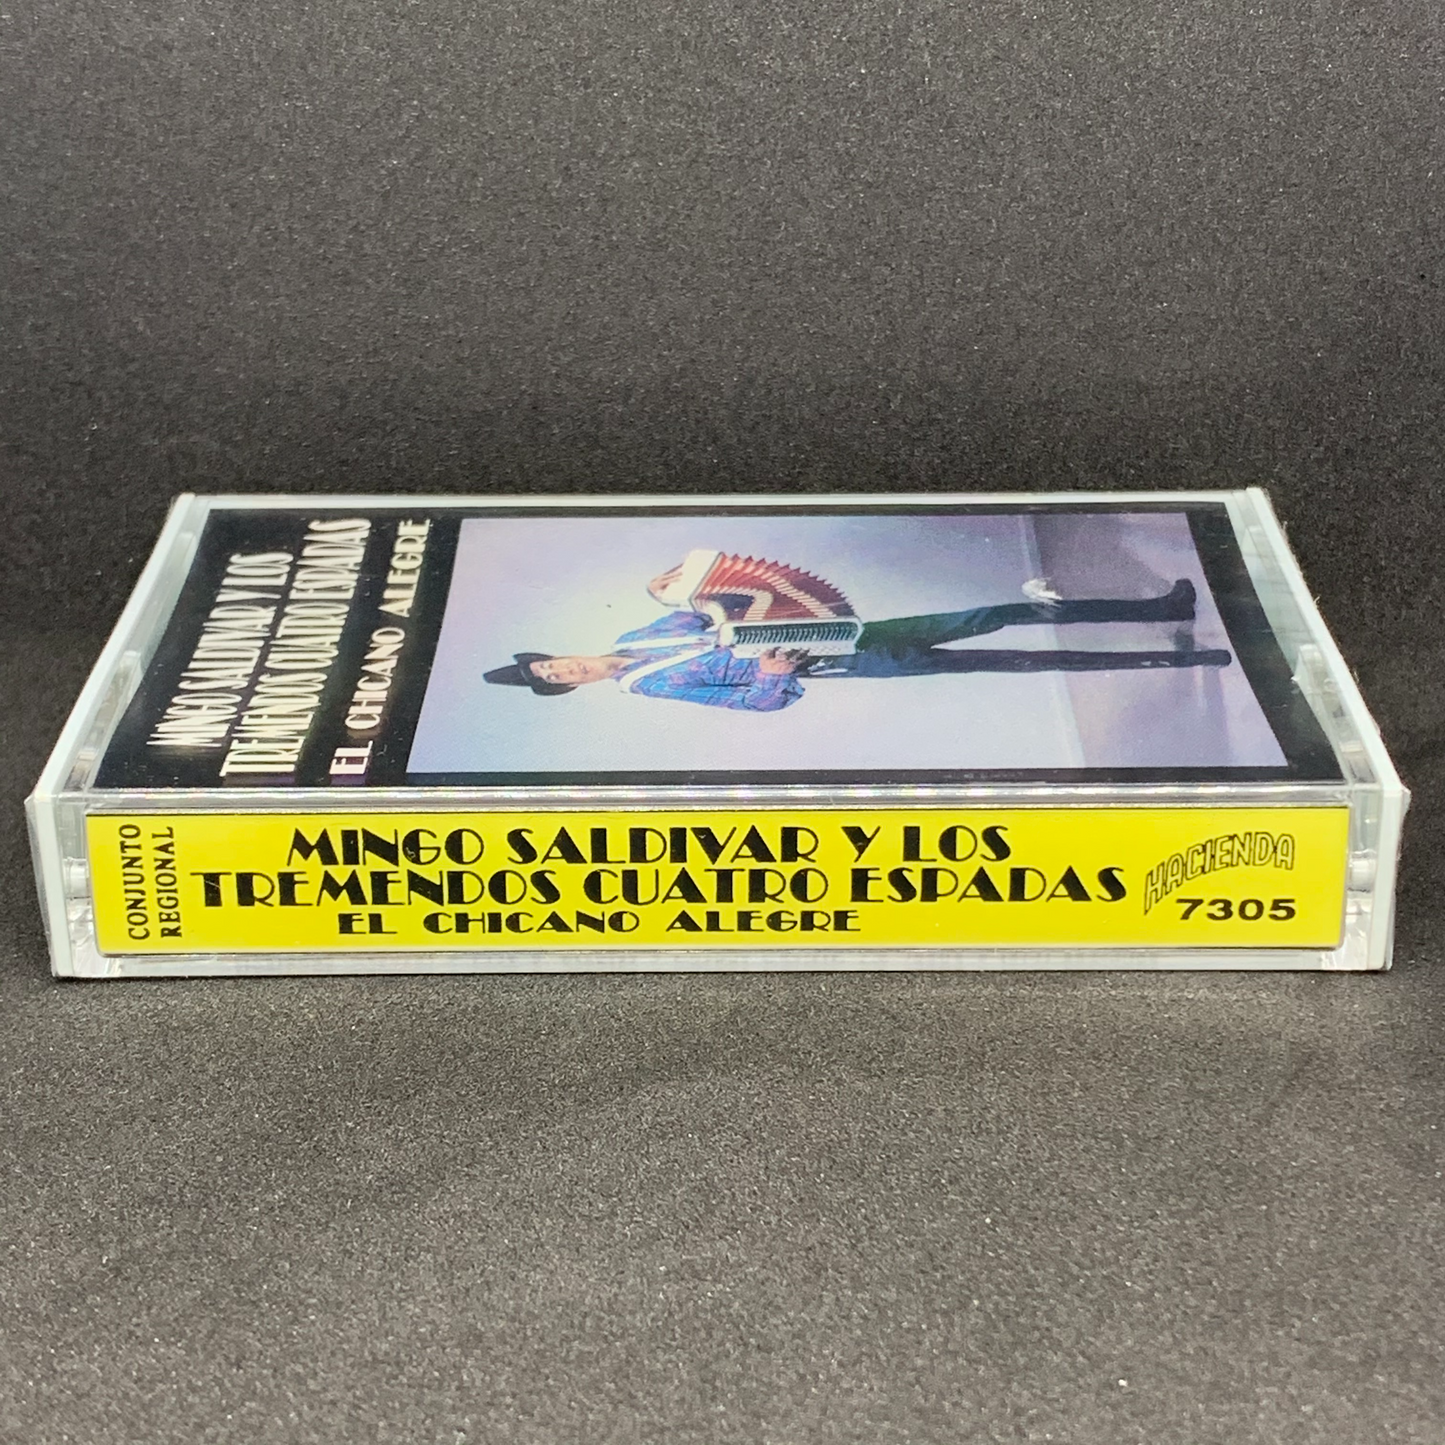 MINGO SALDIVAR Y LOS
TREMENDOS CUATRO ESPADAS
EL CHICANO ALEGRE
CONJUNTO
REGIONAL
MINGO SALDIVAR Y LOS
TREMENDOS CUATRO ESPADAS
EL CHICANO ALEGRE
HACIENDA
7305